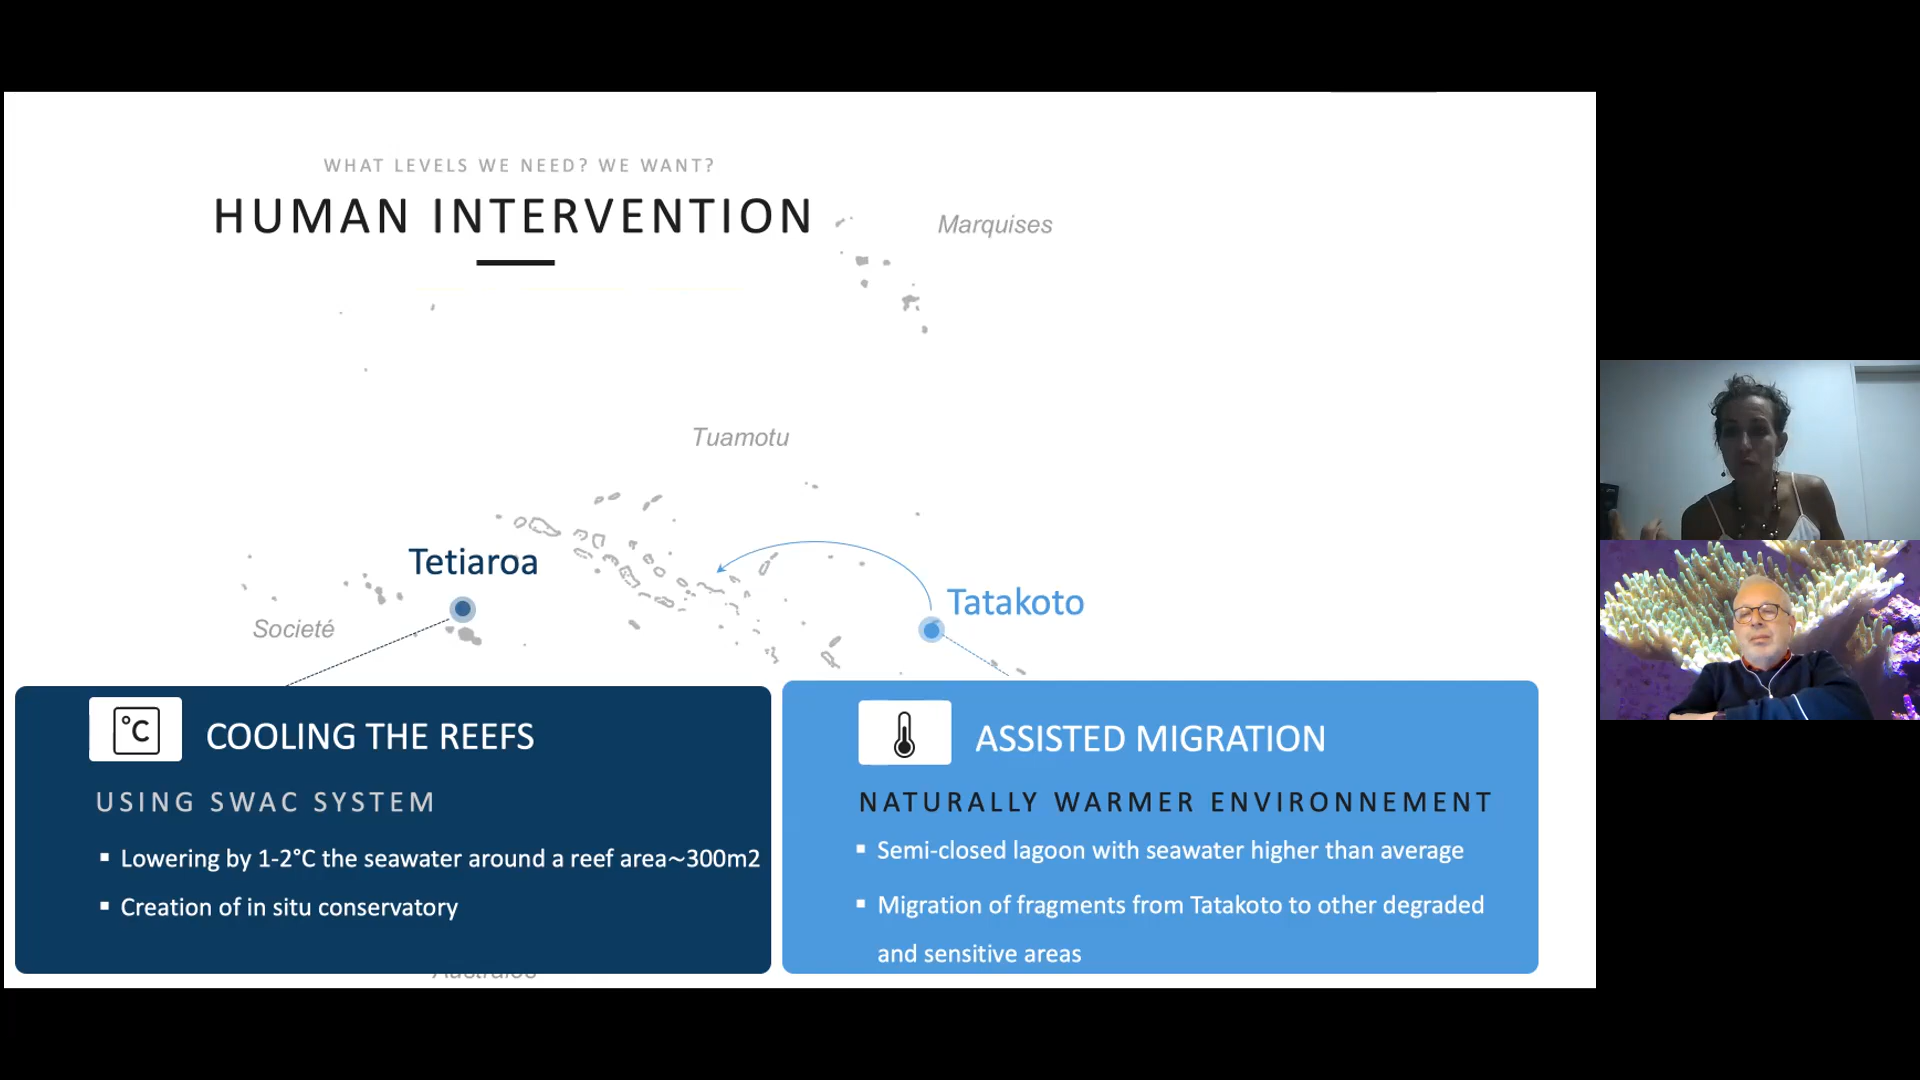 WHAT LEVELS WE NEED? WE WANT?
HUMAN INTERVENTION
Marquises
Tuamotu
Tetiaroa
Tatakoto
Societé
°C
COOLING THE REEFS
USING SWAC SYSTEM
▪ Lowering by 1-2°C the seawater around a reef area~300m2
▪ Creation of in situ conservatory
ASSISTED MIGRATION
NATURALLY WARMER ENVIRONNEMENT
▪ Semi-closed lagoon with seawater higher than average
▪ Migration of fragments from Tatakoto to other degraded
and sensitive areas